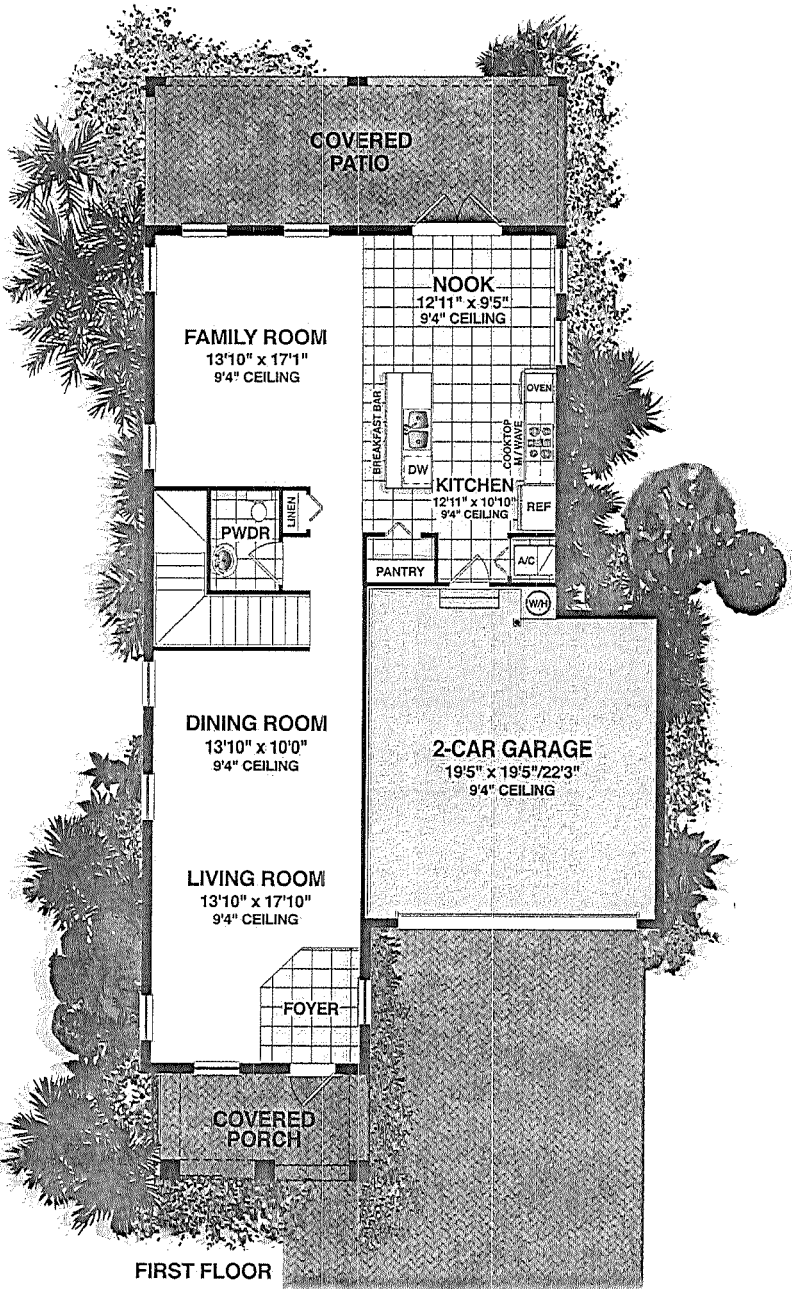 COVERED
PATIO
NOOK
12'11" x 9'5"
9'4" CEILING
FAMILY ROOM
13'10" x 17'1"
9'4" CEILING
OVEN
BREAKFAST BAR
COOKTOP
M/WAVE
DW
KITCHEN
12'11" x 10'10"
9'4" CEILING
REF
LINEN
PWDR
A/C
PANTRY
W/H
DINING ROOM
13'10" x 10'0"
9'4" CEILING
2-CAR GARAGE
19'5" x 19'5"/22'3"
9'4" CEILING
LIVING ROOM
13'10" x 17'10"
9'4" CEILING
FOYER
COVERED
PORCH
FIRST FLOOR